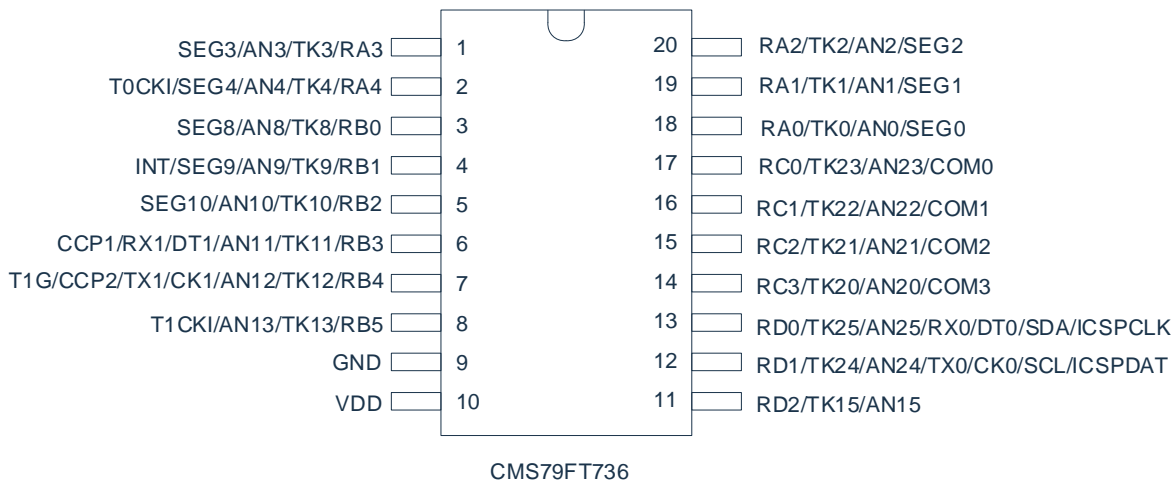 SEG3/AN3/TK3/RA3 1 20 RA2/TK2/AN2/SEG2
T0CKI/SEG4/AN4/TK4/RA4 2 19 RA1/TK1/AN1/SEG1
SEG8/AN8/TK8/RB0 3 18 RA0/TK0/AN0/SEG0
INT/SEG9/AN9/TK9/RB1 4 17 RC0/TK23/AN23/COM0
SEG10/AN10/TK10/RB2 5 16 RC1/TK22/AN22/COM1
CCP1/RX1/DT1/AN11/TK11/RB3 6 15 RC2/TK21/AN21/COM2
T1G/CCP2/TX1/CK1/AN12/TK12/RB4 7 14 RC3/TK20/AN20/COM3
T1CKI/AN13/TK13/RB5 8 13 RD0/TK25/AN25/RX0/DT0/SDA/ICSPCLK
GND 9 12 RD1/TK24/AN24/TX0/CK0/SCL/ICSPDAT
VDD 10 11 RD2/TK15/AN15
CMS79FT736